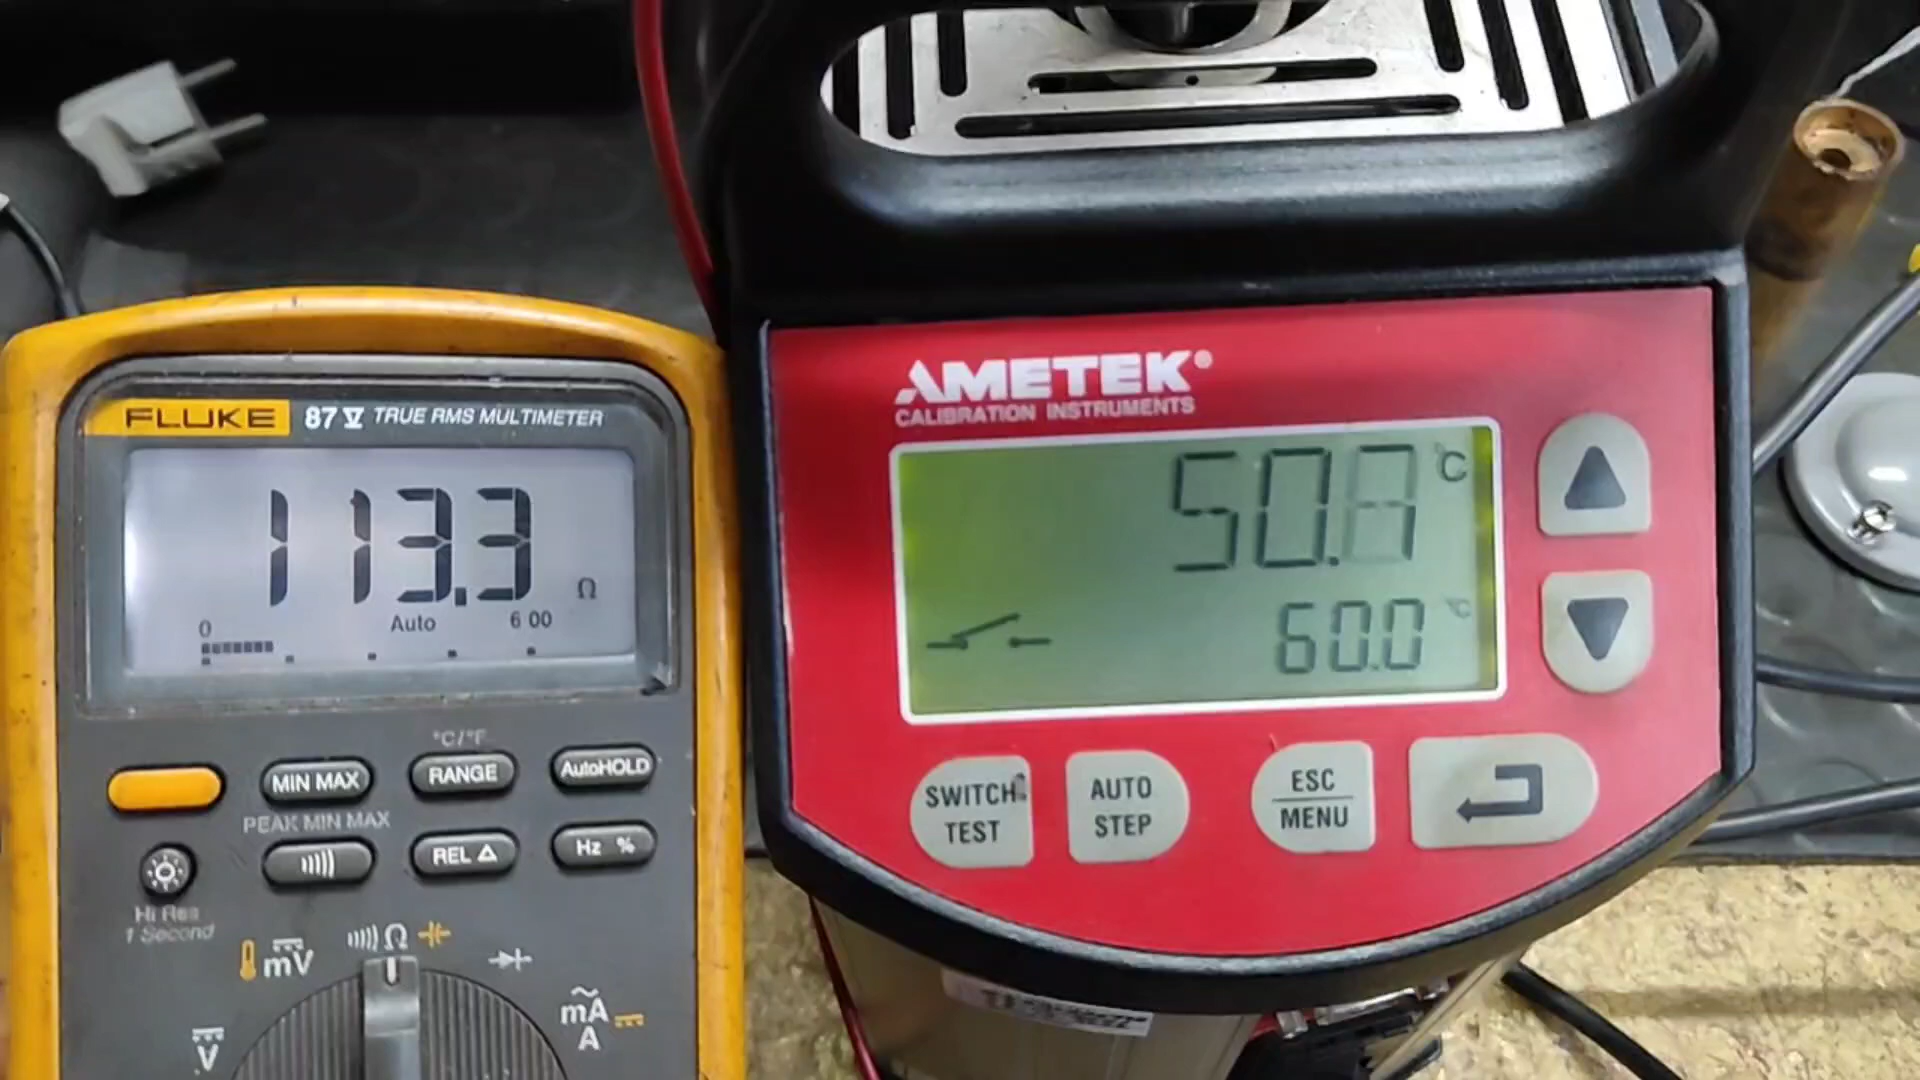 FLUKE 87 V TRUE RMS MULTIMETER
113.3 Ω
0 Auto 6 00
°C/°F
MIN MAX RANGE AutoHOLD
PEAK MIN MAX
REL Δ Hz %
Hi Res
1 Second
mV Ω
mA
A
V
AMETEK®
CALIBRATION INSTRUMENTS
°C
60.0 °C
SWITCH
TEST
AUTO
STEP
ESC
MENU